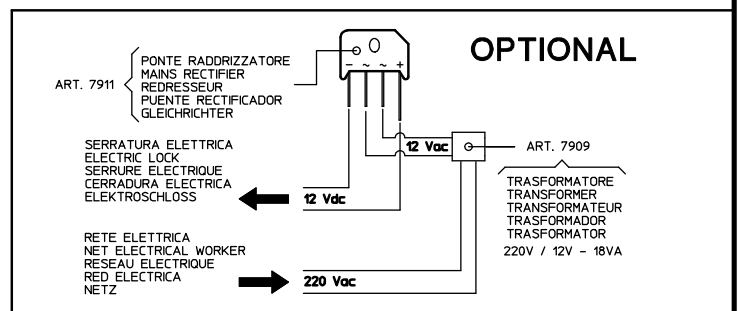 OPTIONAL
ART. 7911
PONTE RADDRIZZATORE
MAINS RECTIFIER
REDRESSEUR
PUENTE RECTIFICADOR
GLEICHRICHTER
- ~ ~ +
SERRATURA ELETTRICA
ELECTRIC LOCK
SERRURE ELECTRIQUE
CERRADURA ELECTRICA
ELEKTROSCHLOSS
12 Vac
12 Vdc
ART. 7909
TRASFORMATORE
TRANSFORMER
TRANSFORMATEUR
TRASFORMADOR
TRASFORMATOR
220V / 12V - 18VA
RETE ELETTRICA
NET ELECTRICAL WORKER
RESEAU ELECTRIQUE
RED ELECTRICA
NETZ
220 Vac